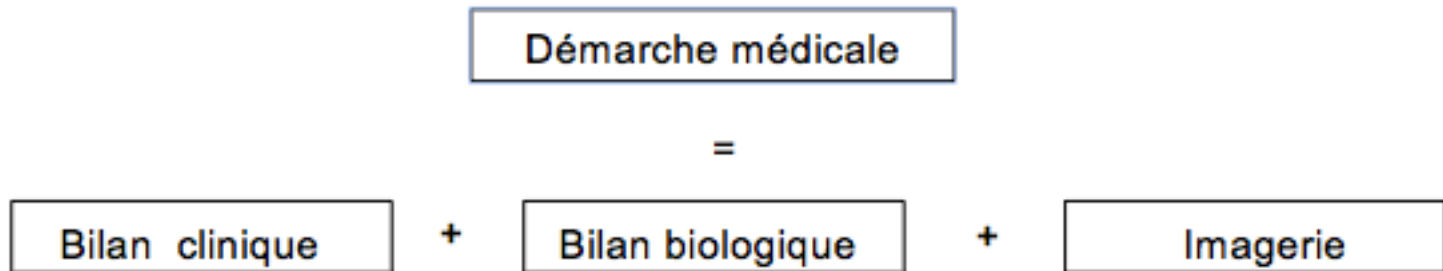 Démarche médicale
=
Bilan clinique + Bilan biologique + Imagerie